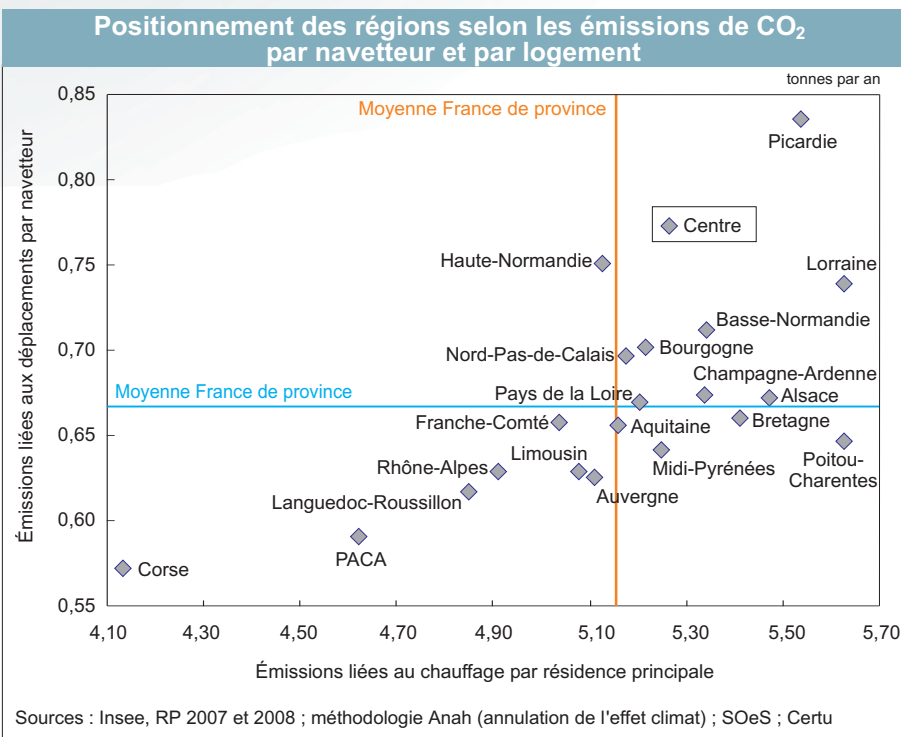 Positionnement des régions selon les émissions de CO₂
par navetteur et par logement
tonnes par an
Émissions liées aux déplacements par navetteur
0,85
0,80
0,75
0,70
0,65
0,60
0,55
Moyenne France de province
Picardie
Centre
Haute-Normandie
Lorraine
Basse-Normandie
Nord-Pas-de-Calais
Bourgogne
Champagne-Ardenne
Moyenne France de province
Pays de la Loire
Alsace
Franche-Comté
Aquitaine
Bretagne
Limousin
Rhône-Alpes
Midi-Pyrénées
Poitou-
Charentes
Languedoc-Roussillon
Auvergne
PACA
Corse
4,10
4,30
4,50
4,70
4,90
5,10
5,30
5,50
5,70
Émissions liées au chauffage par résidence principale
Sources : Insee, RP 2007 et 2008 ; méthodologie Anah (annulation de l'effet climat) ; SOeS ; Certu